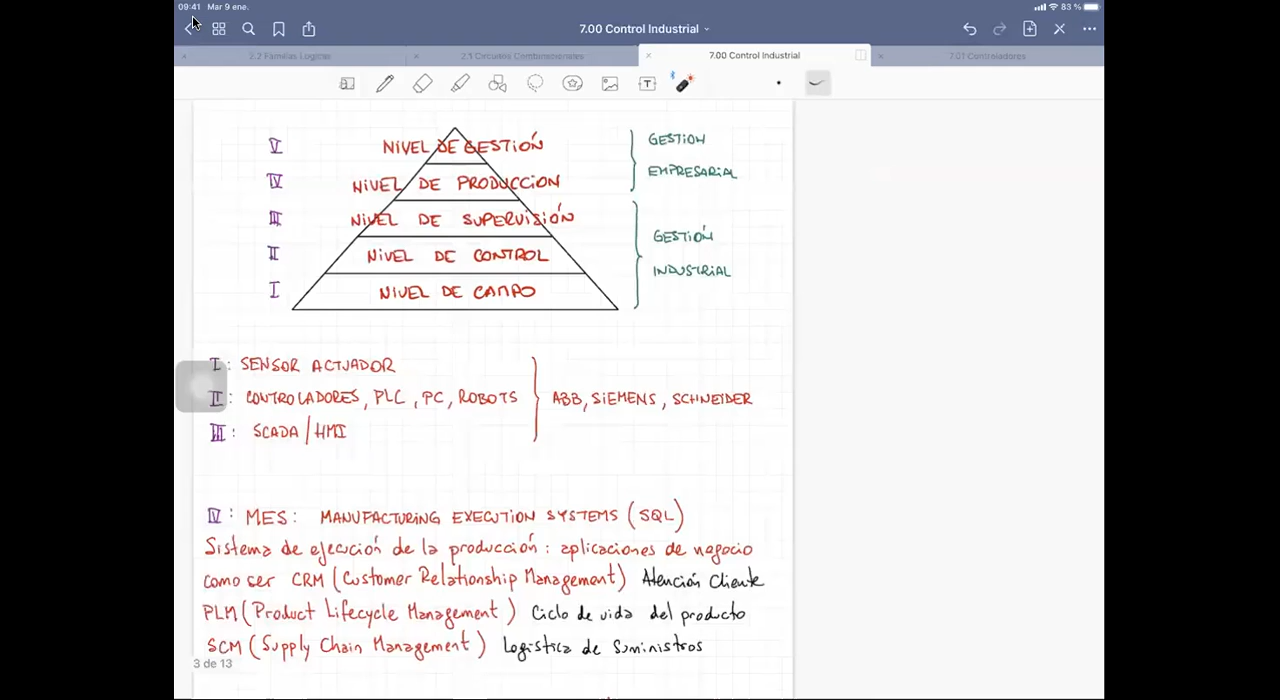 09:41 Mar 9 ene.
83 %
7.00 Control Industrial
2.2 Familias Logicas
2.3 Circuitos Combinacionales
7.00 Control Industrial
7.01 Controladores
V NIVEL DE GESTIÓN
IV NIVEL DE PRODUCCION
III NIVEL DE SUPERVISIÓN
II NIVEL DE CONTROL
I NIVEL DE CAMPO
GESTION
EMPRESARIAL
GESTIÓN
INDUSTRIAL
I: SENSOR ACTUADOR
II: CONTROLADORES, PLC, PC, ROBOTS
III: SCADA/HMI
ABB, SIEMENS, SCHNEIDER
IV: MES: MANUFACTURING EXECUTION SYSTEMS (SQL)
Sistema de ejecución de la producción: aplicaciones de negocio
como ser CRM (Customer Relationship Management) Atención Cliente
PLM (Product Lifecycle Management) Ciclo de vida del producto
SCM (Supply Chain Management) Logística de Suministros
3 de 13